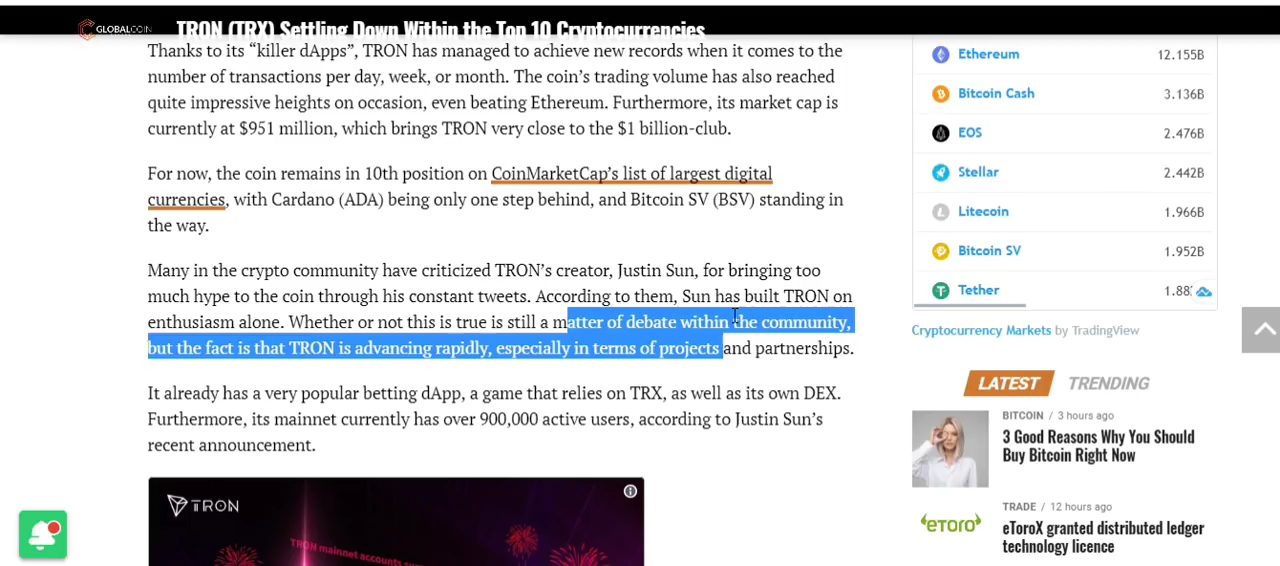 GLOBALCOIN
TRON (TRX) Settling Down Within the Top 10 Cryptocurrencies
Thanks to its “killer dApps”, TRON has managed to achieve new records when it comes to the
number of transactions per day, week, or month. The coin’s trading volume has also reached
quite impressive heights on occasion, even beating Ethereum. Furthermore, its market cap is
currently at $951 million, which brings TRON very close to the $1 billion-club.
For now, the coin remains in 10th position on CoinMarketCap’s list of largest digital
currencies, with Cardano (ADA) being only one step behind, and Bitcoin SV (BSV) standing in
the way.
Many in the crypto community have criticized TRON’s creator, Justin Sun, for bringing too
much hype to the coin through his constant tweets. According to them, Sun has built TRON on
enthusiasm alone. Whether or not this is true is still a matter of debate within the community,
but the fact is that TRON is advancing rapidly, especially in terms of projects and partnerships.
It already has a very popular betting dApp, a game that relies on TRX, as well as its own DEX.
Furthermore, its mainnet currently has over 900,000 active users, according to Justin Sun’s
recent announcement.
TRON
TRON mainnet accounts
Ethereum 12.155B
Bitcoin Cash 3.136B
EOS 2.476B
Stellar 2.442B
Litecoin 1.966B
Bitcoin SV 1.952B
Tether 1.88
Cryptocurrency Markets by TradingView
LATEST TRENDING
BITCOIN / 3 hours ago
3 Good Reasons Why You Should
Buy Bitcoin Right Now
eToro
TRADE / 12 hours ago
eToroX granted distributed ledger
technology licence